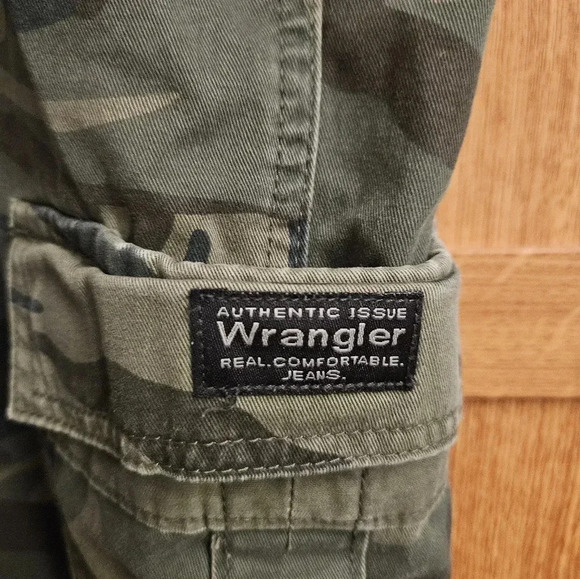 AUTHENTIC ISSUE
Wrangler
REAL.COMFORTABLE.
JEANS.